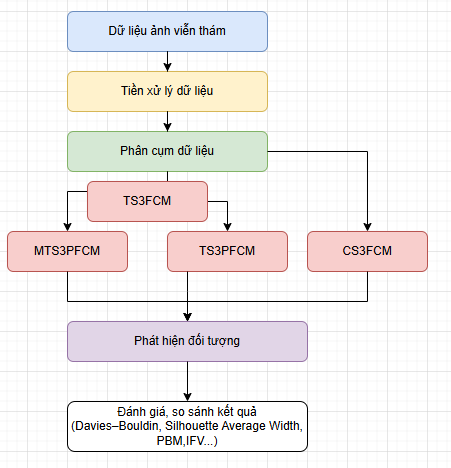 Dữ liệu ảnh viễn thám
Tiền xử lý dữ liệu
Phân cụm dữ liệu
TS3FCM
MTS3PFCM
TS3PFCM
CS3FCM
Phát hiện đối tượng
Đánh giá, so sánh kết quả
(Davies–Bouldin, Silhouette Average Width,
PBM,IFV...)